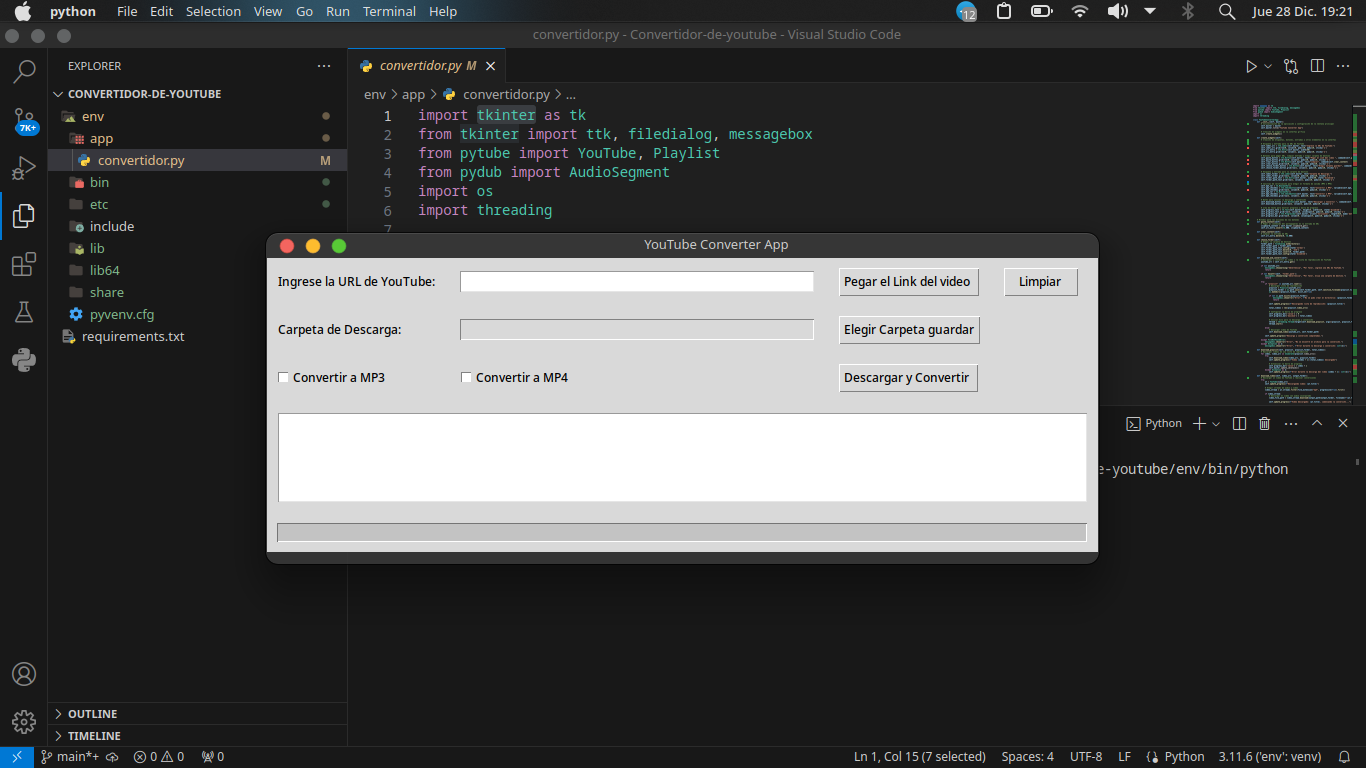 python File Edit Selection View Go Run Terminal Help 12 Jue 28 Dic. 19:21
convertidor.py - Convertidor-de-youtube - Visual Studio Code
EXPLORER
CONVERTIDOR-DE-YOUTUBE
env
app
convertidor.py M
bin
etc
include
lib
lib64
share
pyvenv.cfg
requirements.txt
7K+
OUTLINE
TIMELINE
convertidor.py M
env > app > convertidor.py > ...
1 import tkinter as tk
2 from tkinter import ttk, filedialog, messagebox
3 from pytube import YouTube, Playlist
4 from pydub import AudioSegment
5 import os
6 import threading
7
YouTube Converter App
Ingrese la URL de YouTube: Pegar el Link del video Limpiar
Carpeta de Descarga: Elegir Carpeta guardar
Convertir a MP3 Convertir a MP4 Descargar y Convertir
Python
e-youtube/env/bin/python
main*+ 0 0 0 Ln 1, Col 15 (7 selected) Spaces: 4 UTF-8 LF Python 3.11.6 ('env': venv)